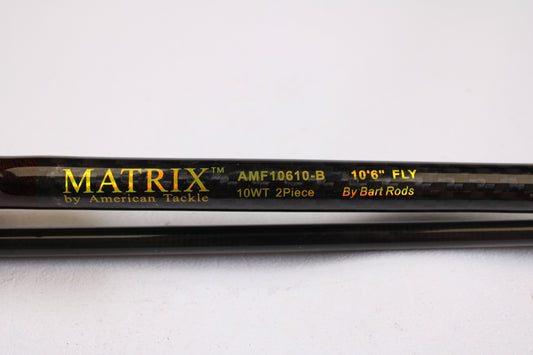 MATRIX™ AMF10610-B 10'6" FLY
by American Tackle 10WT 2Piece By Bart Rods